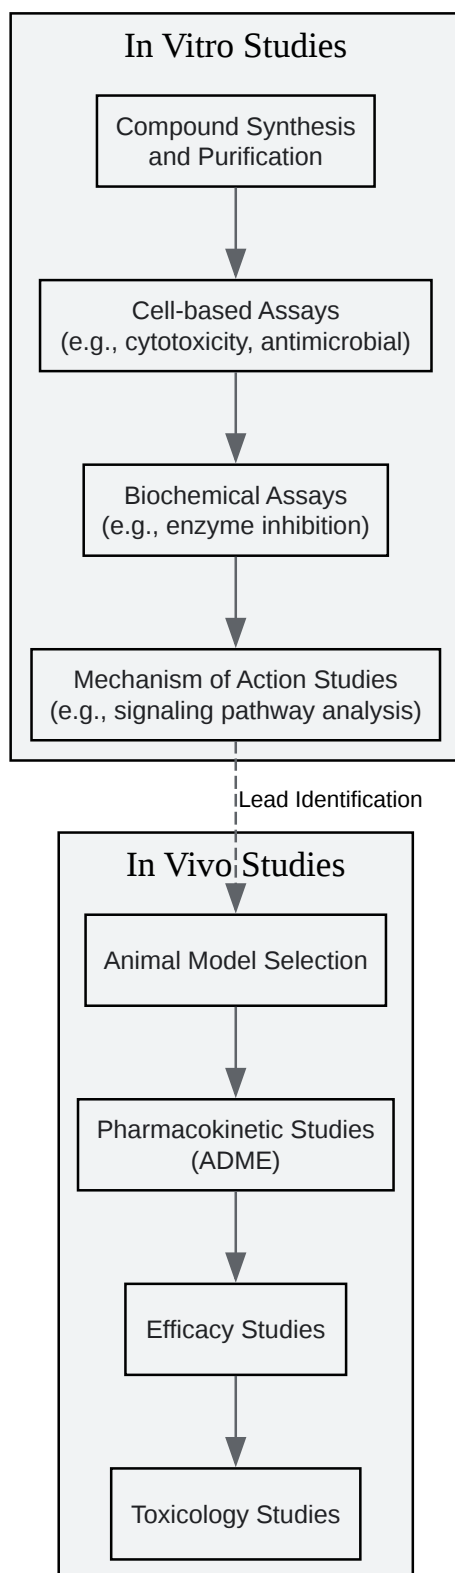 In Vitro Studies
Compound Synthesis
and Purification
Cell-based Assays
(e.g., cytotoxicity, antimicrobial)
Biochemical Assays
(e.g., enzyme inhibition)
Mechanism of Action Studies
(e.g., signaling pathway analysis)
Lead Identification
In Vivo Studies
Animal Model Selection
Pharmacokinetic Studies
(ADME)
Efficacy Studies
Toxicology Studies